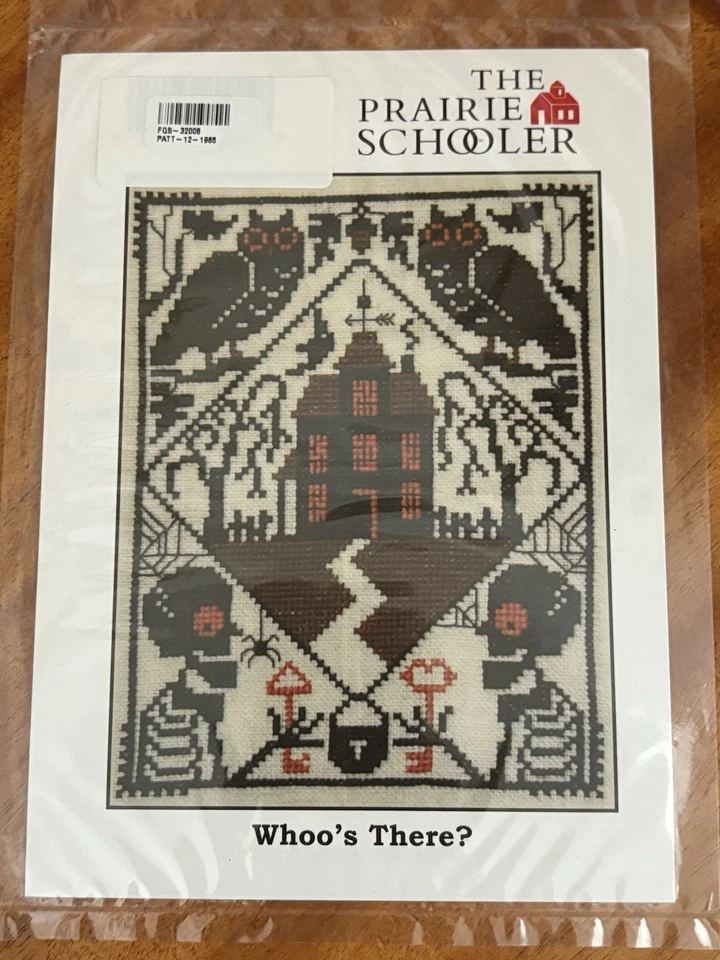 FQS-32008
PATT-12-1985
THE
PRAIRIE
SCHOOLER
T
Whoo's There?